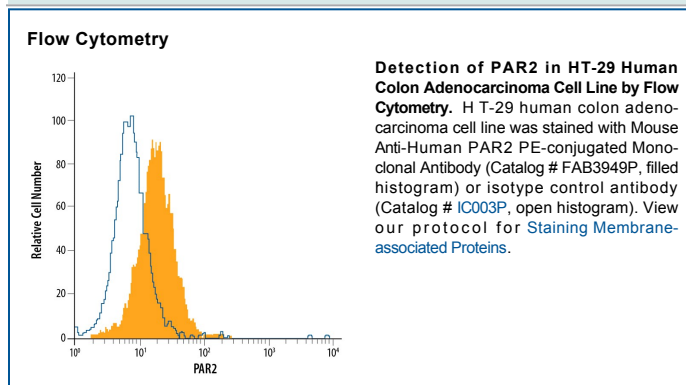 Flow Cytometry
120
100
80
60
40
20
0
Relative Cell Number
10⁰ 10¹ 10² 10³ 10⁴
PAR2
Detection of PAR2 in HT-29 Human
Colon Adenocarcinoma Cell Line by Flow
Cytometry. H T-29 human colon adeno-
carcinoma cell line was stained with Mouse
Anti-Human PAR2 PE-conjugated Mono-
clonal Antibody (Catalog # FAB3949P, filled
histogram) or isotype control antibody
(Catalog # IC003P, open histogram). View
our protocol for Staining Membrane-
associated Proteins.